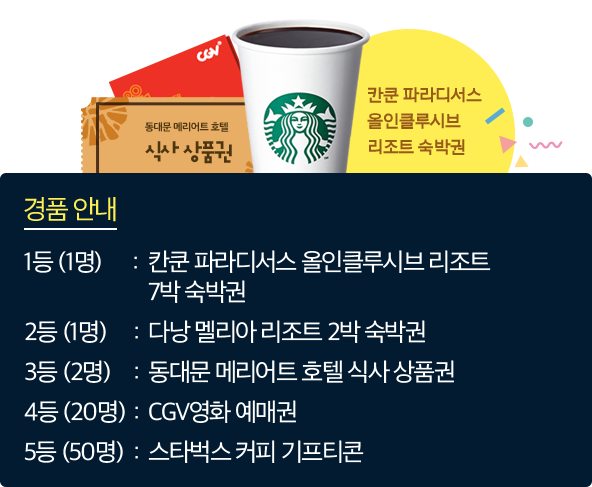 CGV
동대문 메리어트 호텔
식사 상품권
칸쿤 파라디서스
올인클루시브
리조트 숙박권
경품 안내
1등 (1명) : 칸쿤 파라디서스 올인클루시브 리조트
7박 숙박권
2등 (1명) : 다낭 멜리아 리조트 2박 숙박권
3등 (2명) : 동대문 메리어트 호텔 식사 상품권
4등 (20명) : CGV영화 예매권
5등 (50명) : 스타벅스 커피 기프티콘